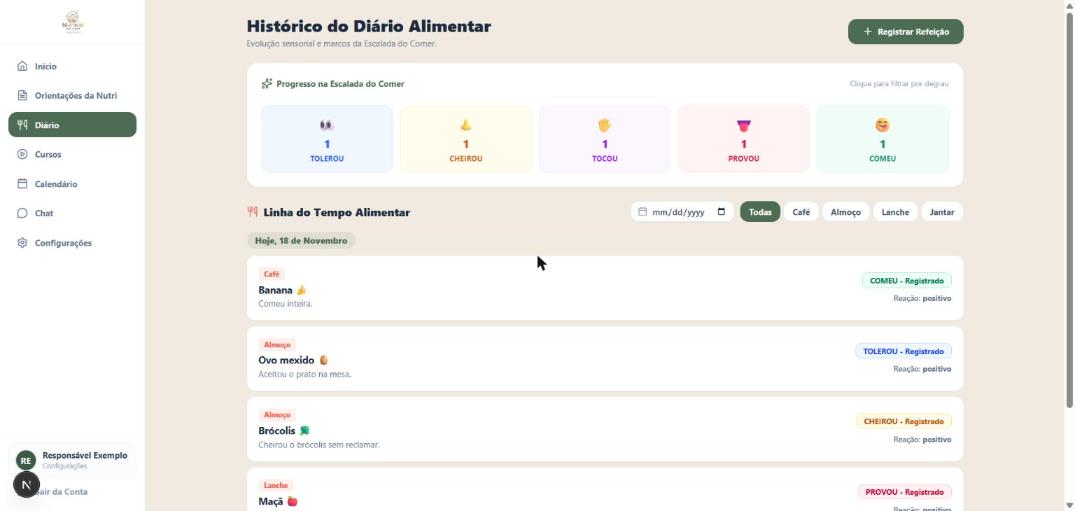 Início
Orientações da Nutri
Diário
Cursos
Calendário
Chat
Configurações
RE
Responsável Exemplo
Configurações
N
air da Conta
Histórico do Diário Alimentar
Evolução sensorial e marcos da Escalada do Comer.
+ Registrar Refeição
Progresso na Escalada do Comer
Clique para filtrar por degrau
1
TOLEROU
1
CHEIROU
1
TOCOU
1
PROVOU
1
COMEU
Linha do Tempo Alimentar
mm/dd/yyyy
Todas
Café
Almoço
Lanche
Jantar
Hoje, 18 de Novembro
Café
Banana
Comeu inteira.
COMEU - Registrado
Reação: positivo
Almoço
Ovo mexido
Aceitou o prato na mesa.
TOLEROU - Registrado
Reação: positivo
Almoço
Brócolis
Cheirou o brócolis sem reclamar.
CHEIROU - Registrado
Reação: positivo
Lanche
Maçã
PROVOU - Registrado
Reação: positivo